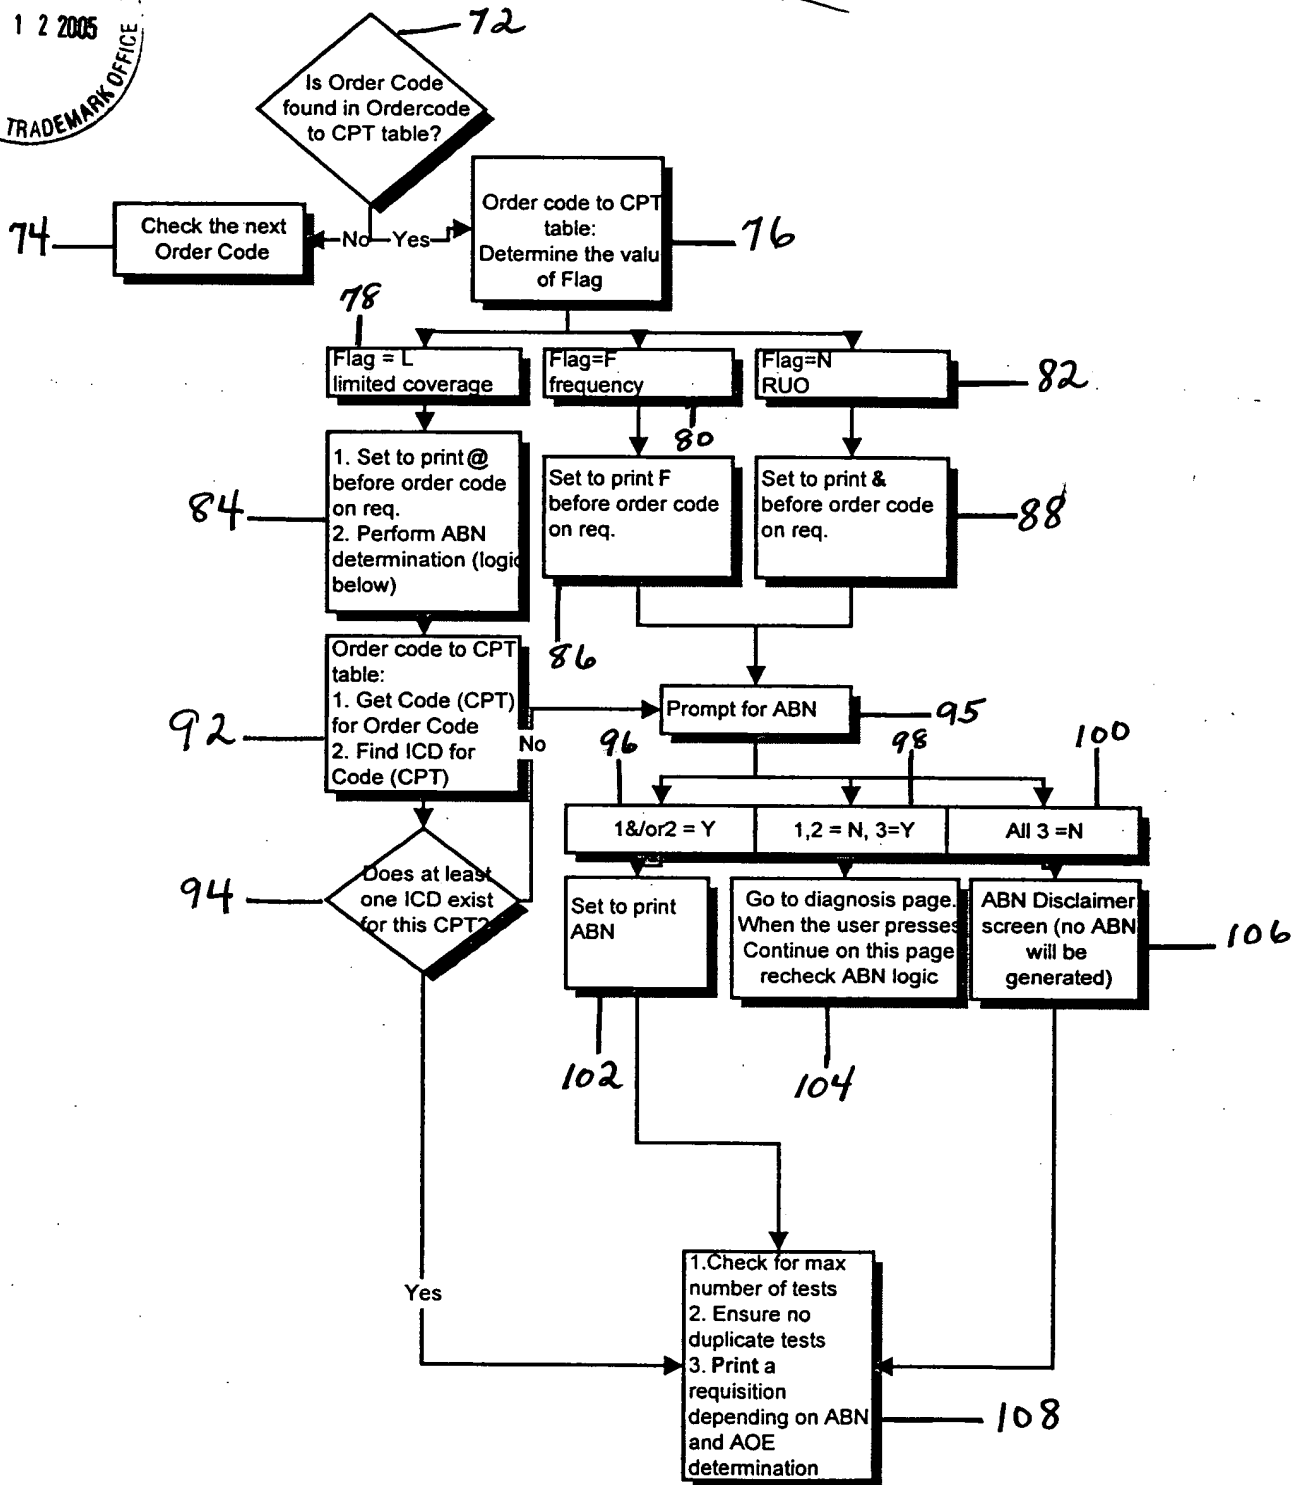 1 2 2005
TRADEMARK OFFICE
72
Is Order Code
found in Ordercode
to CPT table?
74
Check the next
Order Code
No
Yes
Order code to CPT
table:
Determine the valu
of Flag
76
78
Flag = L
limited coverage
Flag=F
frequency
80
Flag=N
RUO
82
84
1. Set to print @
before order code
on req.
2. Perform ABN
determination (logic
below)
Set to print F
before order code
on req.
86
Set to print &
before order code
on req.
88
92
Order code to CPT
table:
1. Get Code (CPT)
for Order Code
2. Find ICD for
Code (CPT)
No
Prompt for ABN
95
96
98
100
1&/or2 = Y
1,2 = N, 3=Y
All 3 =N
94
Does at least
one ICD exist
for this CPT?
Set to print
ABN
102
Go to diagnosis page.
When the user presses
Continue on this page
recheck ABN logic
104
ABN Disclaimer
screen (no ABN
will be
generated)
106
Yes
1.Check for max
number of tests
2. Ensure no
duplicate tests
3. Print a
requisition
depending on ABN
and AOE
determination
108